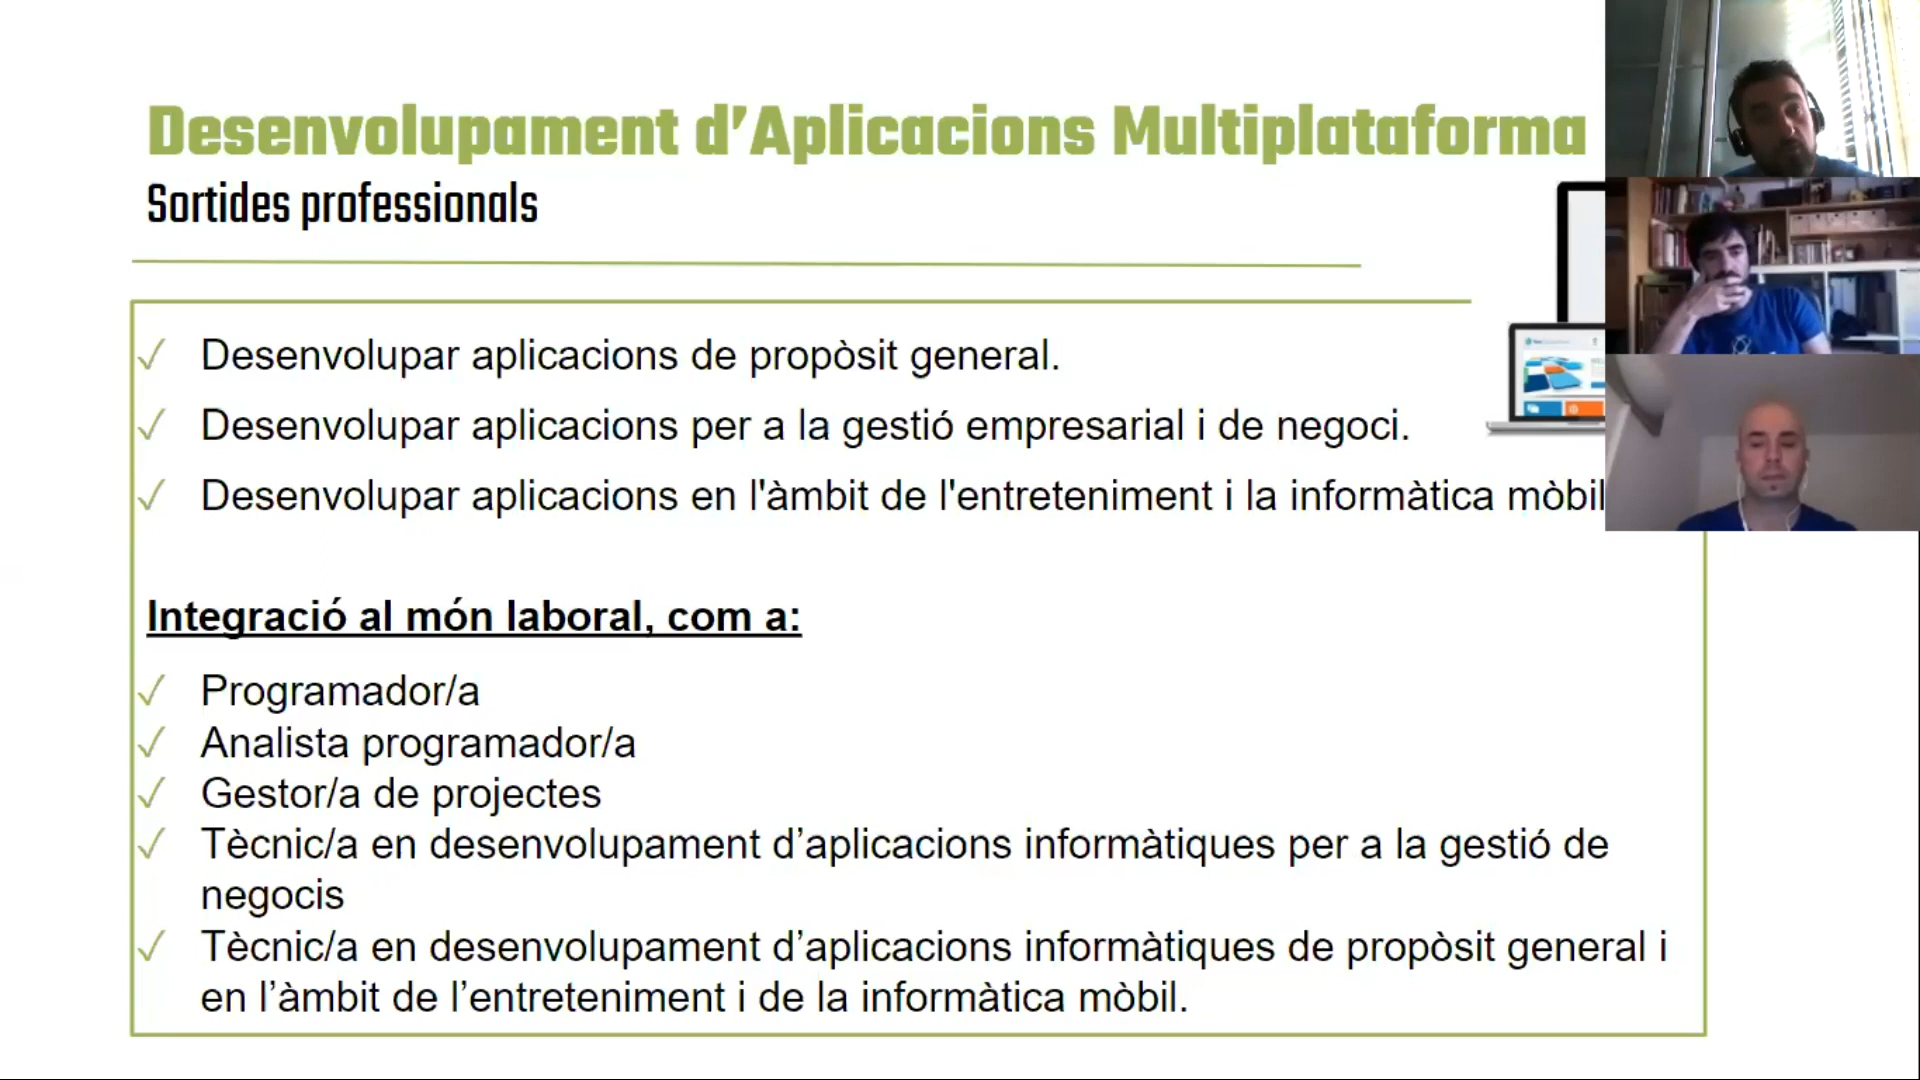 Desenvolupament d’Aplicacions Multiplataforma
Sortides professionals
✓ Desenvolupar aplicacions de propòsit general.
✓ Desenvolupar aplicacions per a la gestió empresarial i de negoci.
✓ Desenvolupar aplicacions en l'àmbit de l'entreteniment i la informàtica mòbil
Integració al món laboral, com a:
✓ Programador/a
✓ Analista programador/a
✓ Gestor/a de projectes
✓ Tècnic/a en desenvolupament d’aplicacions informàtiques per a la gestió de
negocis
✓ Tècnic/a en desenvolupament d’aplicacions informàtiques de propòsit general i
en l’àmbit de l’entreteniment i de la informàtica mòbil.